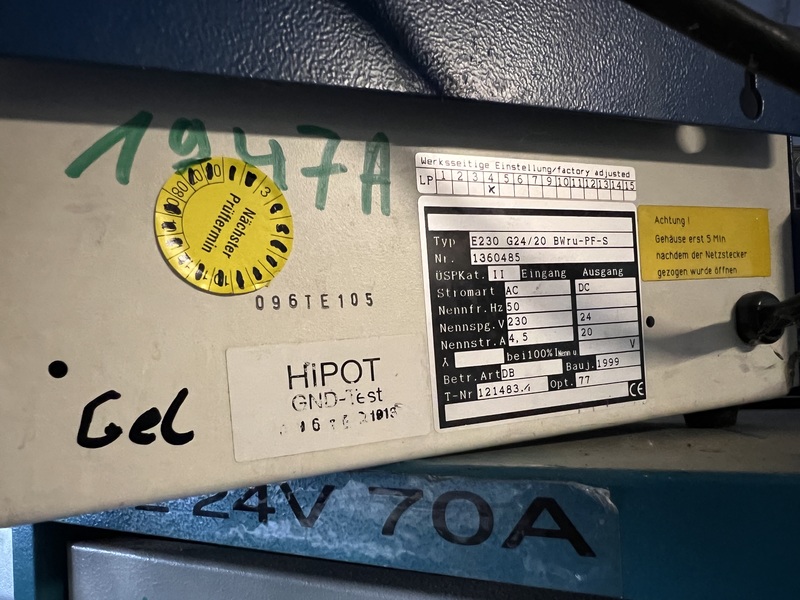 1947A
Nächster
Prüftermin
096TE105
HiPOT
GND-Test
Gel
Werksseitige Einstellung/factory adjusted
LP 1 2 3 4 5 6 7 9 10 11 12 13 14 15
x
Typ E230 G24/20 BWru-PF-S
Nr. 1360485
ÜSPKat. II Eingang Ausgang
Stromart AC DC
Nennfr.Hz 50
Nennspg.V 230 24
Nennstr.A 4,5 20
bei100%INenn u V
Betr.Art DB Bauj. 1999
T-Nr 121483. Opt. 77
CE
Achtung!
Gehäuse erst 5 Min
nachdem der Netzstecker
gezogen wurde öffnen
24V 70A